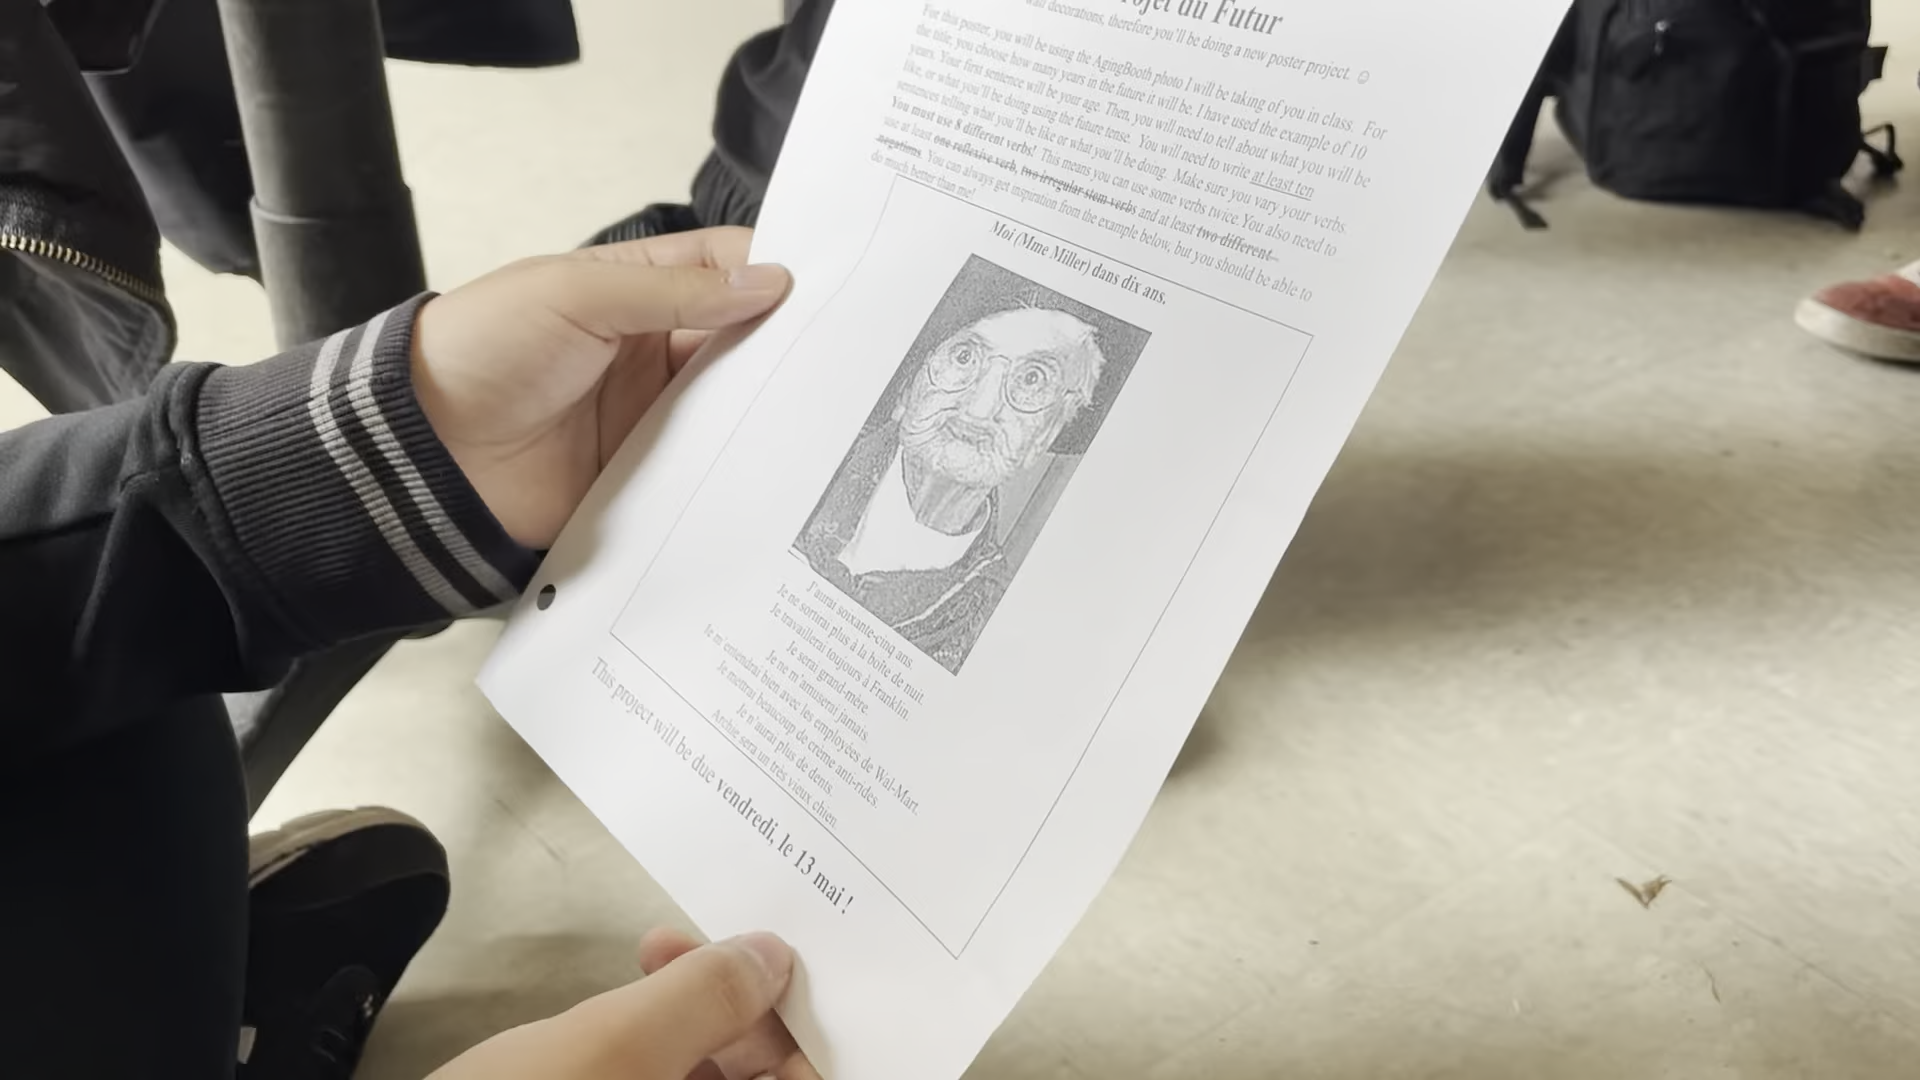 ojet du Futur
wall decorations, therefore you'll be doing a new poster project. ☺
For this poster, you will be using the AgingBooth photo I will be taking of you in class. For
the title, you choose how many years in the future it will be. I have used the example of 10
years. Your first sentence will be your age. Then, you will need to tell about what you will be
like, or what you'll be doing using the future tense. You will need to write at least ten
sentences telling what you'll be like or what you'll be doing. Make sure you vary your verbs.
You must use 8 different verbs! This means you can use some verbs twice. You also need to
use at least one reflexive verb, two irregular stem verbs and at least two different
negations. You can always get inspiration from the example below, but you should be able to
do much better than me!
Moi (Mme Miller) dans dix ans.
J'aurai soixante-cinq ans.
Je ne sortirai plus à la boîte de nuit.
Je travaillerai toujours à Franklin.
Je serai grand-mère.
Je ne m'amuserai jamais.
Je m'entendrai bien avec les employées de Wal-Mart.
Je mettrai beaucoup de crème anti-rides.
Je n'aurai plus de dents.
Archie sera un très vieux chien.
This project will be due vendredi, le 13 mai !